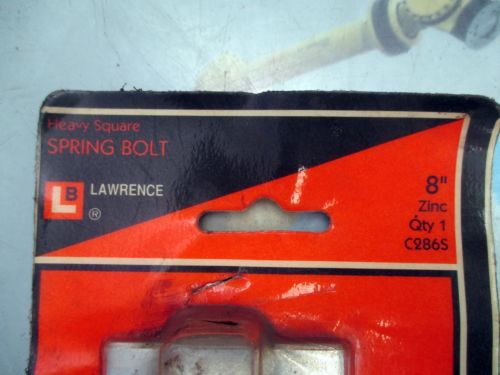 Heavy Square
SPRING BOLT
LB LAWRENCE
®
8"
Zinc
Qty 1
C286S